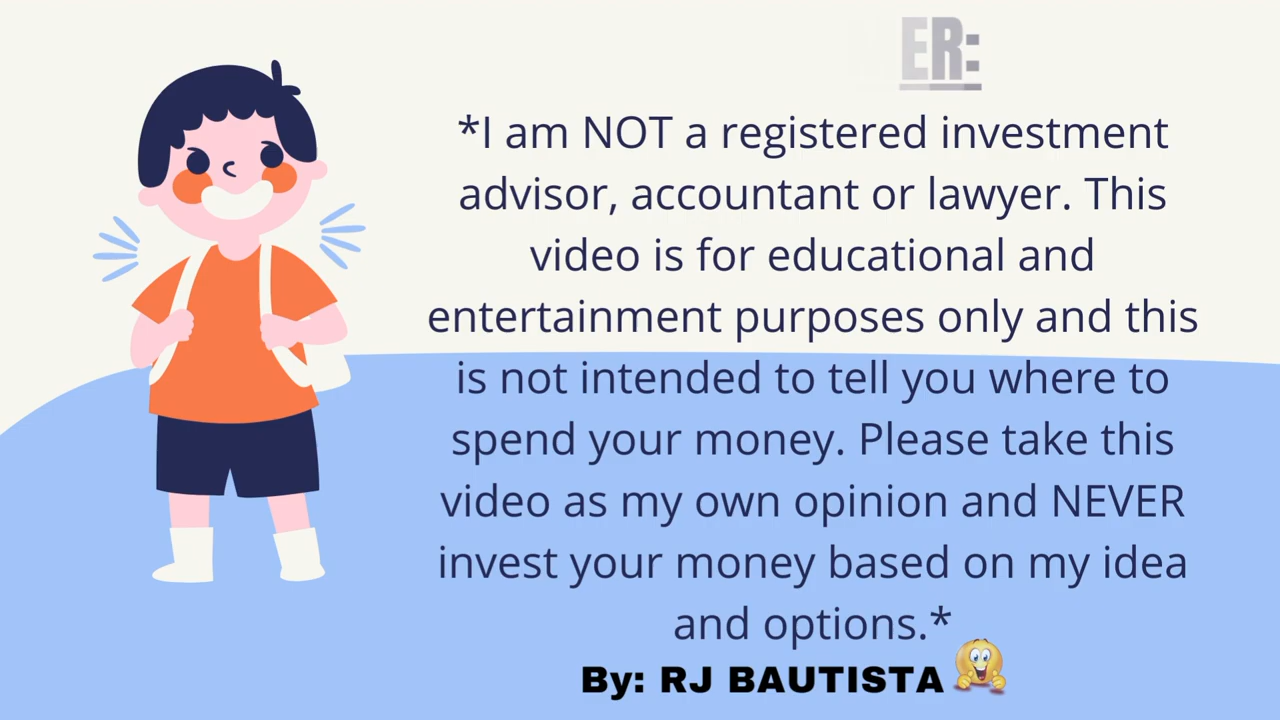 ER:
*I am NOT a registered investment
advisor, accountant or lawyer. This
video is for educational and
entertainment purposes only and this
is not intended to tell you where to
spend your money. Please take this
video as my own opinion and NEVER
invest your money based on my idea
and options.*
By: RJ BAUTISTA